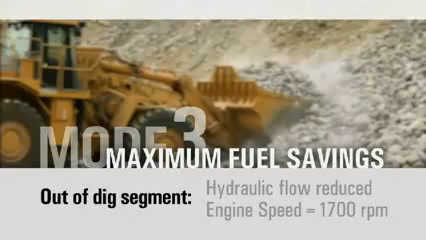 MODE 3
MAXIMUM FUEL SAVINGS
Out of dig segment: Hydraulic flow reduced
Engine Speed = 1700 rpm